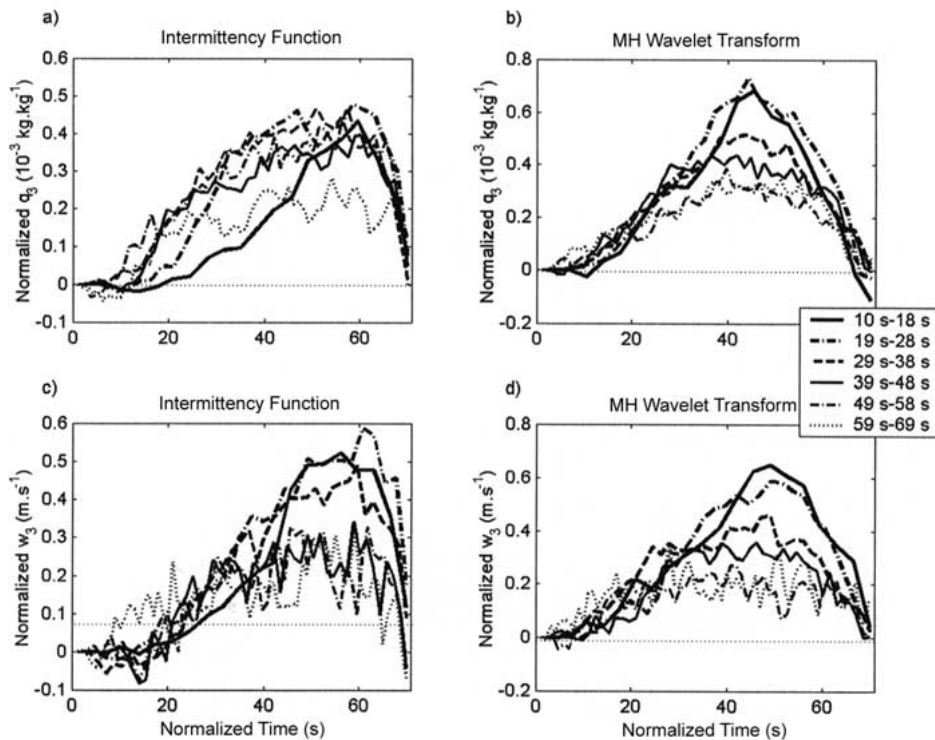 a)
Intermittency Function
0.6
0.5
0.4
0.3
0.2
0.1
0
-0.1
0 20 40 60
Normalized q3 (10-3 kg.kg-1)
b)
MH Wavelet Transform
0.8
0.6
0.4
0.2
0
-0.2
0 20 40 60
Normalized q3 (10-3 kg.kg-1)
10 s-18 s
19 s-28 s
29 s-38 s
39 s-48 s
49 s-58 s
59 s-69 s
c)
Intermittency Function
0.6
0.5
0.4
0.3
0.2
0.1
0
-0.1
0 20 40 60
Normalized w3 (m.s-1)
Normalized Time (s)
d)
MH Wavelet Transform
0.8
0.6
0.4
0.2
0
-0.2
0 20 40 60
Normalized w3 (m.s-1)
Normalized Time (s)